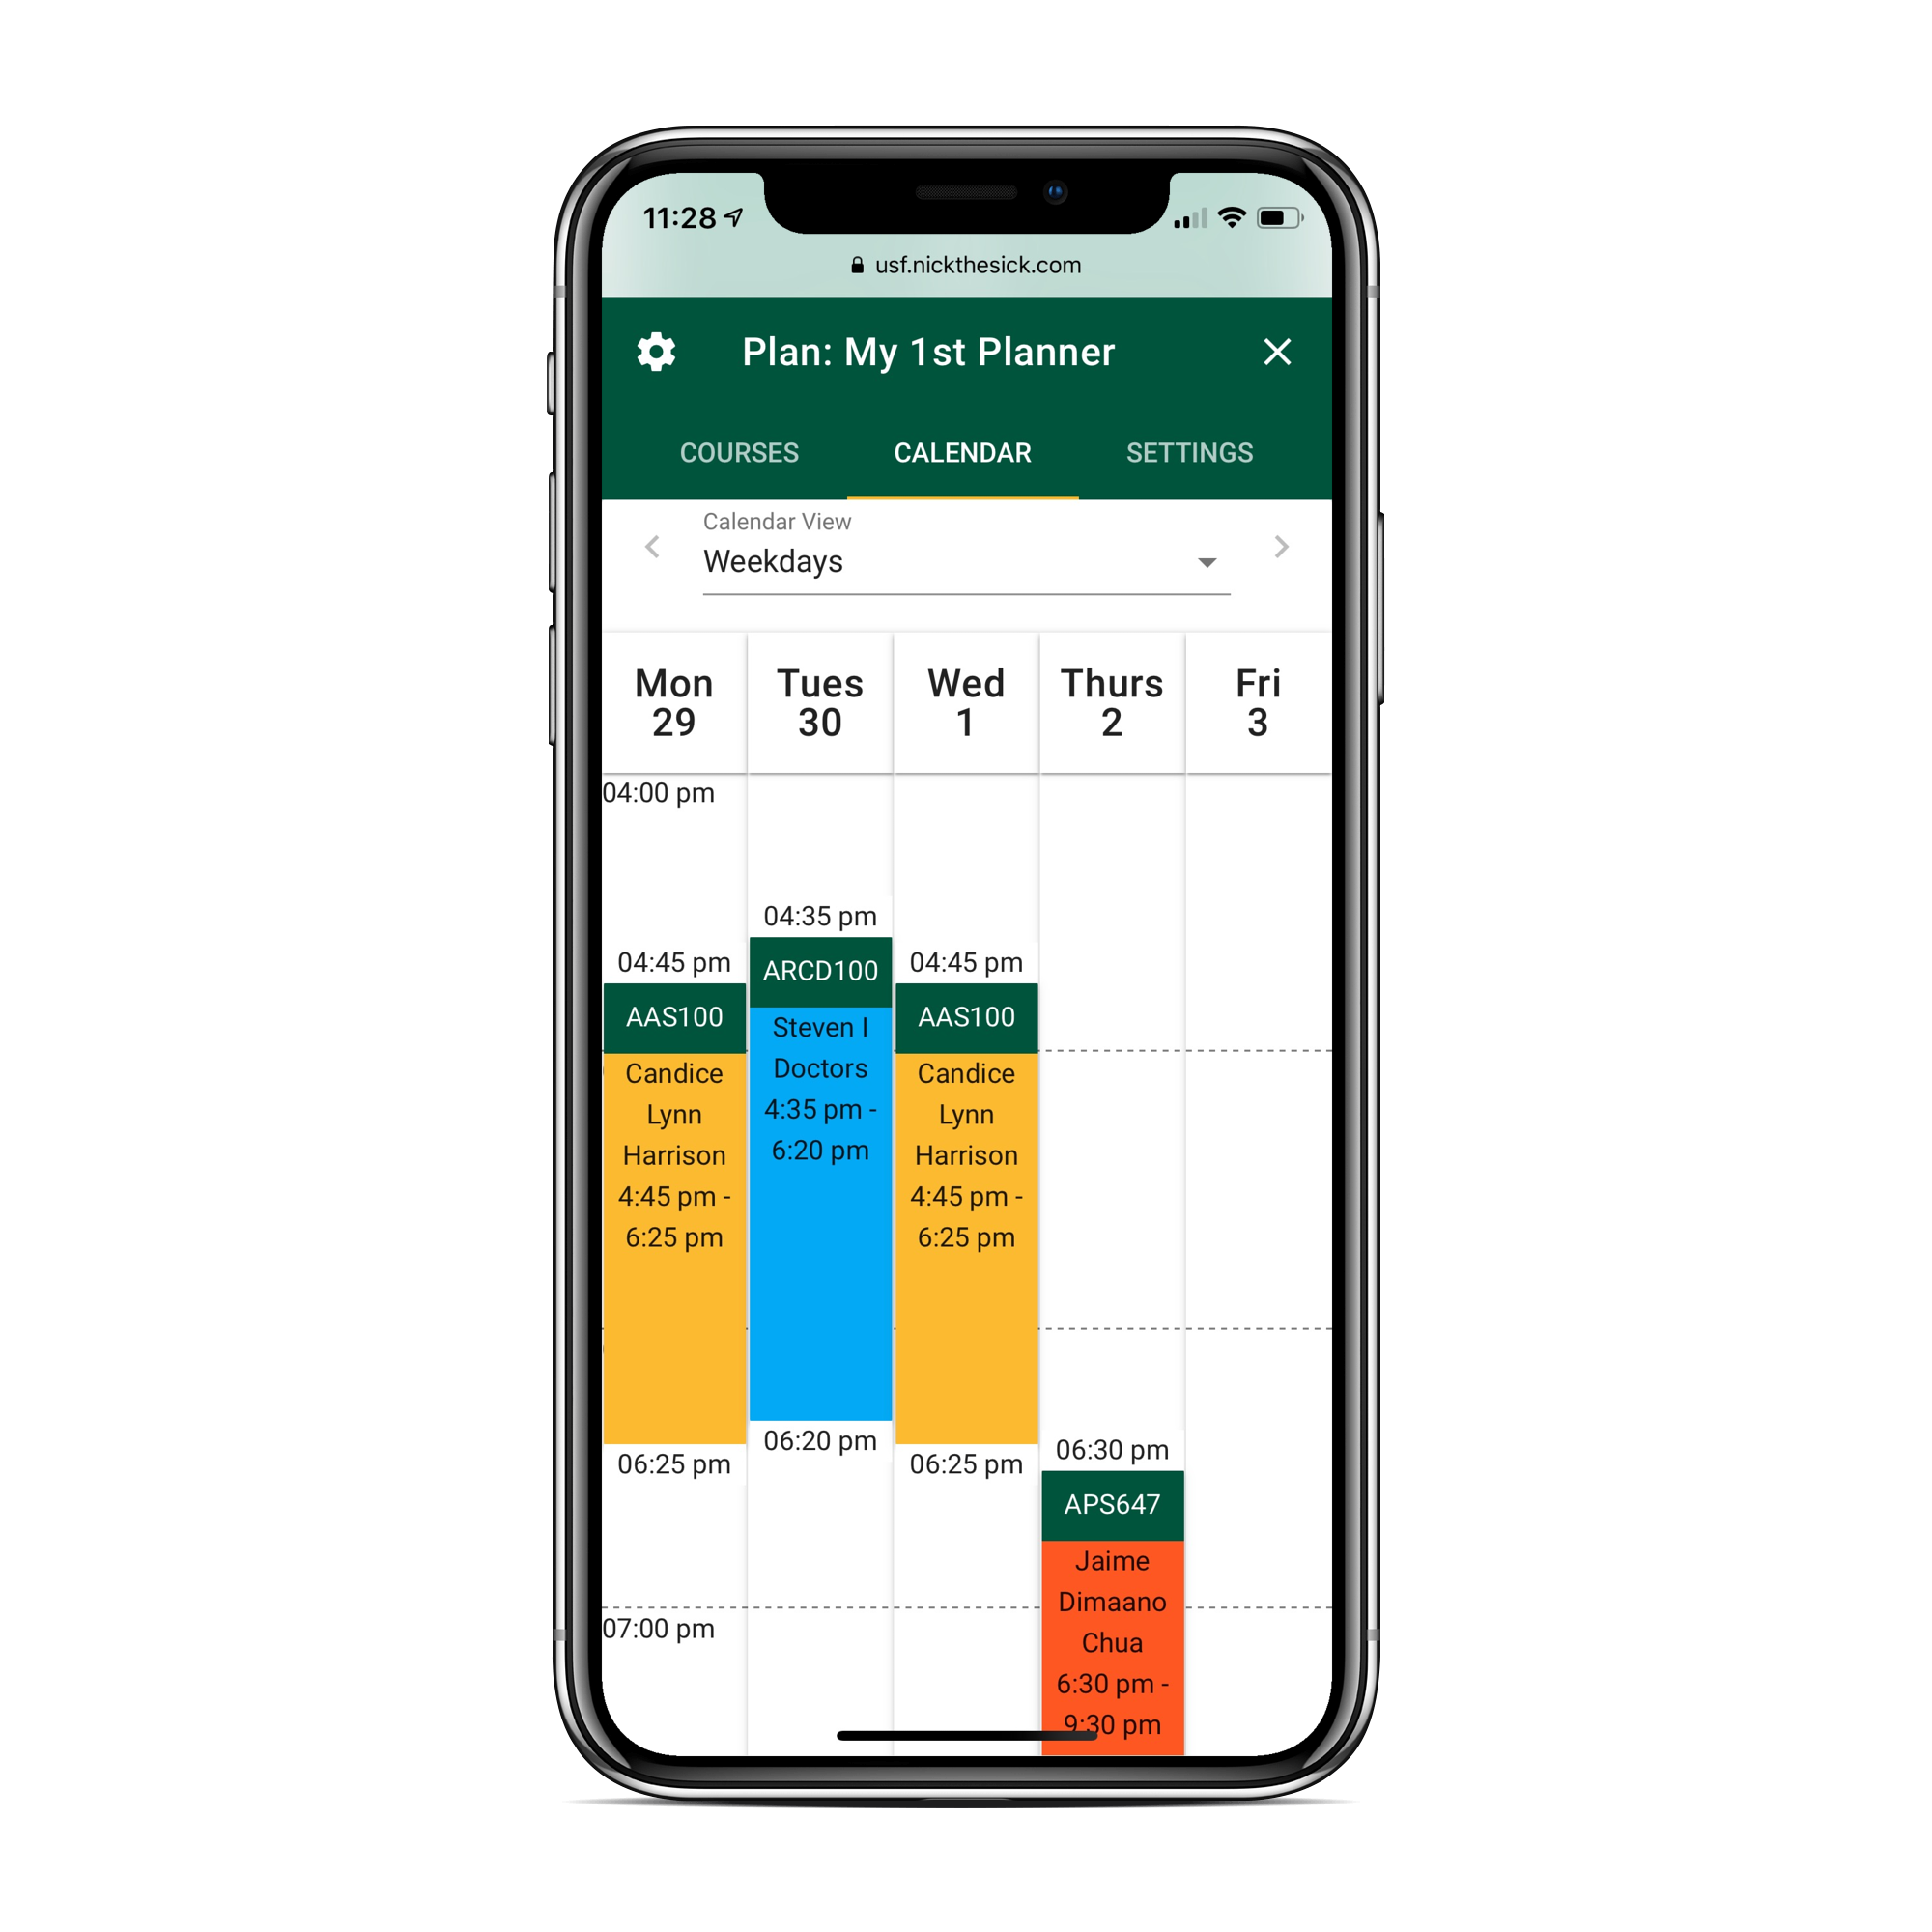 11:28
usf.nickthesick.com
Plan: My 1st Planner
COURSES CALENDAR SETTINGS
Calendar View
Weekdays
Mon
29
Tues
30
Wed
1
Thurs
2
Fri
3
04:00 pm
04:45 pm
AAS100
Candice
Lynn
Harrison
4:45 pm -
6:25 pm
06:25 pm
07:00 pm
04:35 pm
ARCD100
Steven I
Doctors
4:35 pm -
6:20 pm
06:20 pm
04:45 pm
AAS100
Candice
Lynn
Harrison
4:45 pm -
6:25 pm
06:25 pm
06:30 pm
APS647
Jaime
Dimaano
Chua
6:30 pm -
9:30 pm